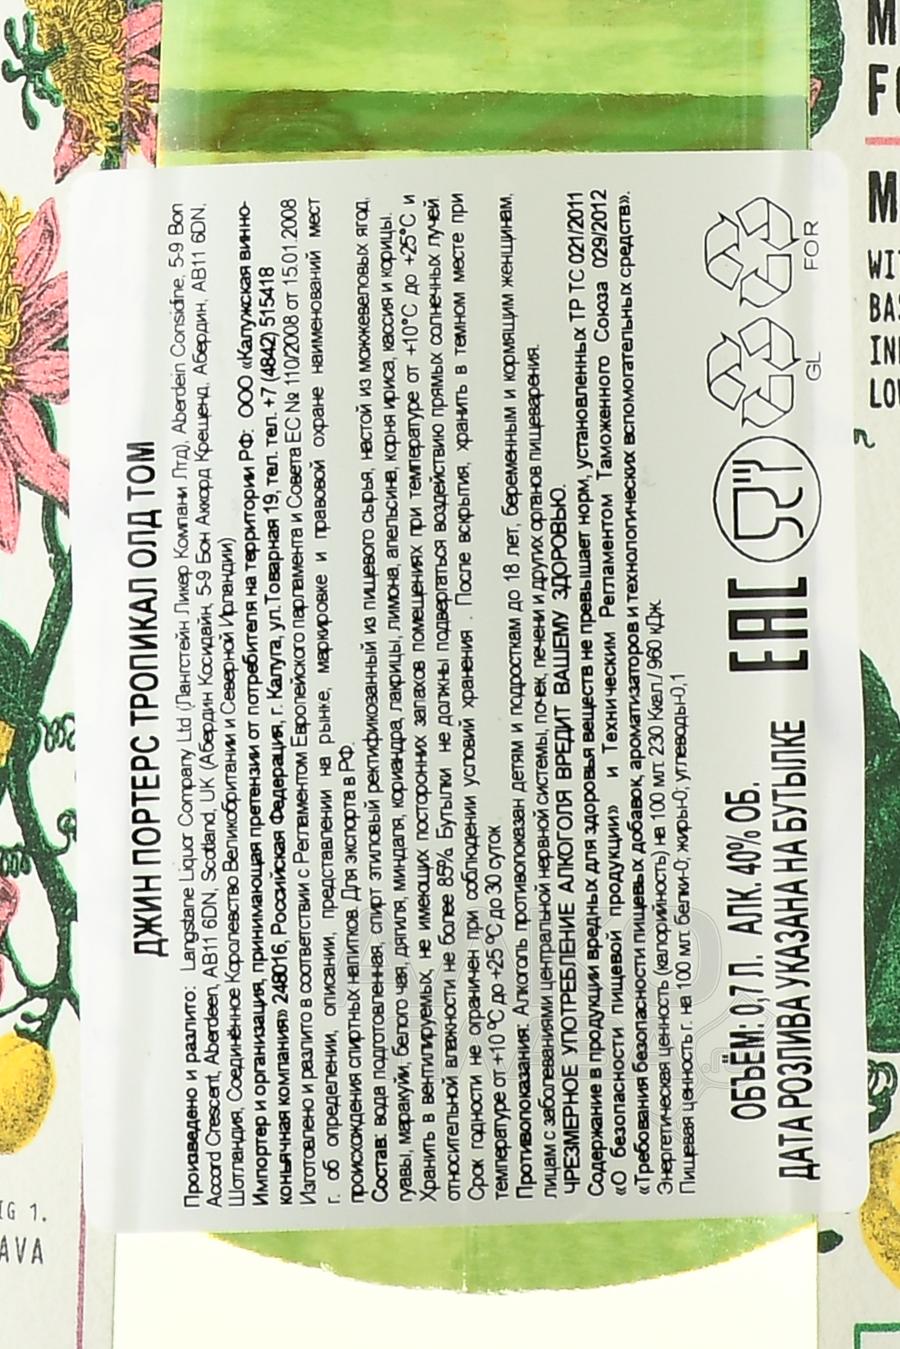 ДЖИН ПОРТЕРС ТРОПИКАЛ ОЛД ТОМ
Произведено и разлито: Langstane Liquor Company Ltd (Лангстейн Ликер Компани Лтд), Aberdein Considine, 5-9 Bon
Accord Crescent, Aberdeen, AB11 6DN, Scotland, UK (Абердин Косидайн, 5-9 Бон Аккорд Крещенд, Абердин, AB11 6DN,
Шотландия, Соединённое Королевство Великобритании и Северной Ирландии)
Импортер и организация, принимающая претензии от потребителя на территории РФ: ООО «Калужская винно-
коньячная компания» 248016, Российская Федерация, г. Калуга, ул.Товарная 19, тел. тел. +7 (4842) 515418
Изготовлено и разлито в соответствии с Регламентом Европейского парламента и Совета ЕС № 110/2008 от 15.01.2008
г. об определении, описании, представлении на рынке, маркировке и правовой охране наименований мест
происхождения спиртных напитков. Для экспорта в РФ.
Состав: вода подготовленная, спирт этиловый ректификованный из пищевого сырья, настой из можжевеловых ягод,
гуавы, маракуйи, белого чая, дягиля, миндаля, кориандра, лакрицы, лимона, апельсина, корня ириса, кассия и корицы.
Хранить в вентилируемых, не имеющих посторонних запахов помещениях при температуре от +10°C до +25°C и
относительной влажности не более 85% Бутылки не должны подвергаться воздействию прямых солнечных лучей.
Срок годности не ограничен при соблюдении условий хранения . После вскрытия, хранить в темном месте при
температуре от +10 °C до +25 °C до 30 суток
Противопоказания: Алкоголь противопоказан детям и подросткам до 18 лет, беременным и кормящим женщинам,
лицам с заболеваниями центральной нервной системы, почек, печени и других органов пищеварения.
ЧРЕЗМЕРНОЕ УПОТРЕБЛЕНИЕ АЛКОГОЛЯ ВРЕДИТ ВАШЕМУ ЗДОРОВЬЮ.
Содержание в продукции вредных для здоровья веществ не превышает норм, установленных ТР ТС 021/2011
«О безопасности пищевой продукции» и Техническим Регламентом Таможенного Союза 029/2012
«Требования безопасности пищевых добавок, ароматизаторов и технологических вспомогательных средств».
Энергетическая ценность (калорийность) на 100 мл. 230 Ккал / 960 кДж.
Пищевая ценность г. на 100 мл. белки-0; жиры-0; углеводы-0,1
ОБЪЁМ: 0,7 Л. АЛК. 40% ОБ.
ДАТА РОЗЛИВА УКАЗАНА НА БУТЫЛКЕ
EAC
GL
FOR
IG 1.
AVA